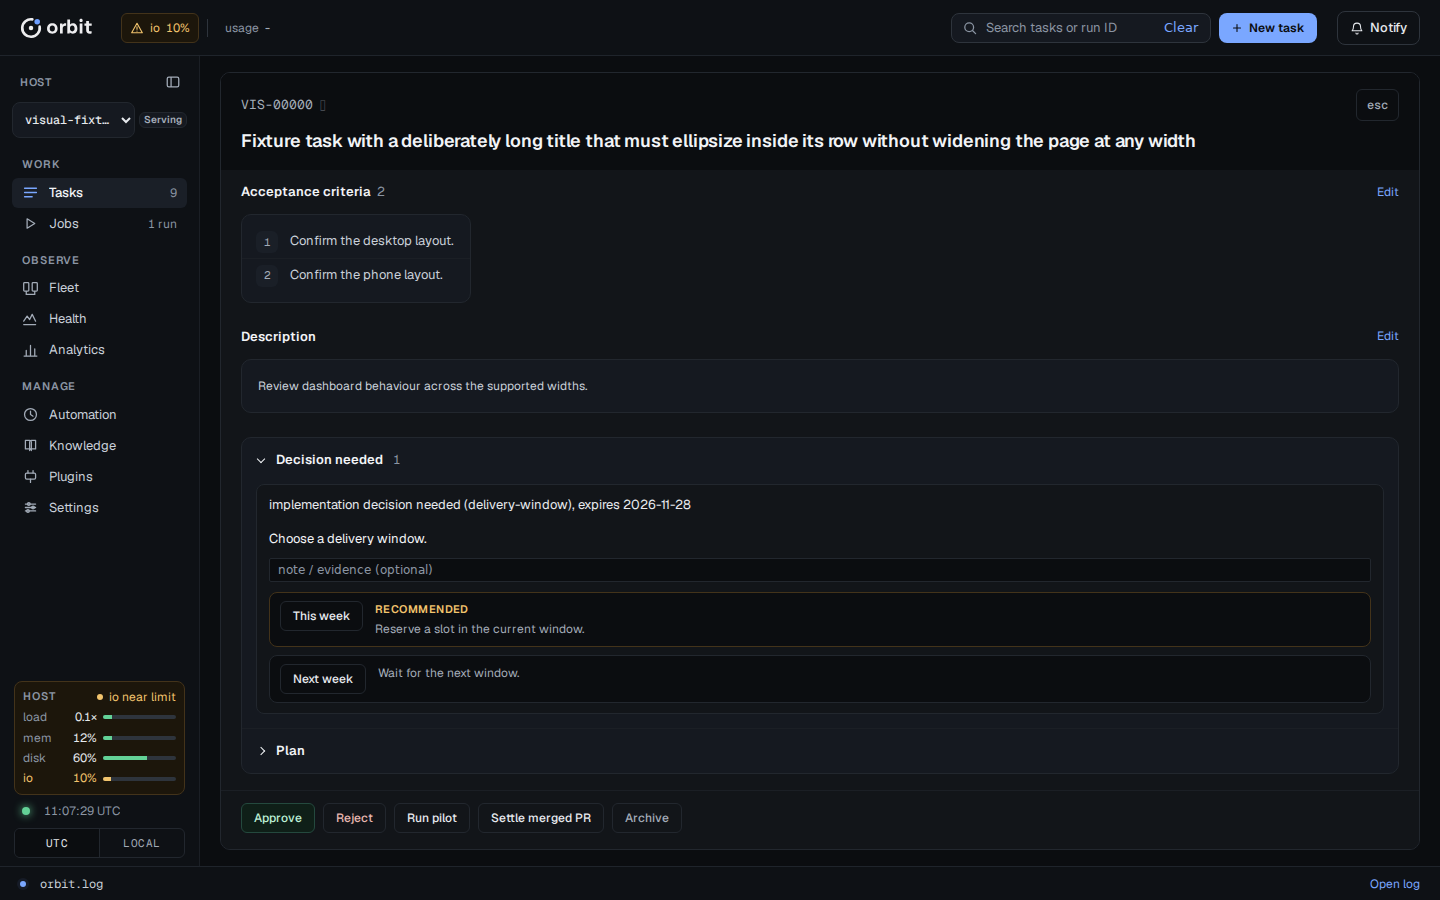 orbit
io 10%
usage -
Search tasks or run ID
Clear
+ New task
Notify
HOST
visual-fixt…
Serving
WORK
Tasks 9
Jobs 1 run
OBSERVE
Fleet
Health
Analytics
MANAGE
Automation
Knowledge
Plugins
Settings
HOST io near limit
load 0.1×
mem 12%
disk 60%
io 10%
11:07:29 UTC
UTC LOCAL
VIS-00000
esc
Fixture task with a deliberately long title that must ellipsize inside its row without widening the page at any width
Acceptance criteria 2
Edit
1 Confirm the desktop layout.
2 Confirm the phone layout.
Description
Edit
Review dashboard behaviour across the supported widths.
Decision needed 1
implementation decision needed (delivery-window), expires 2026-11-28
Choose a delivery window.
note / evidence (optional)
This week
RECOMMENDED
Reserve a slot in the current window.
Next week
Wait for the next window.
Plan
Approve
Reject
Run pilot
Settle merged PR
Archive
orbit.log
Open log